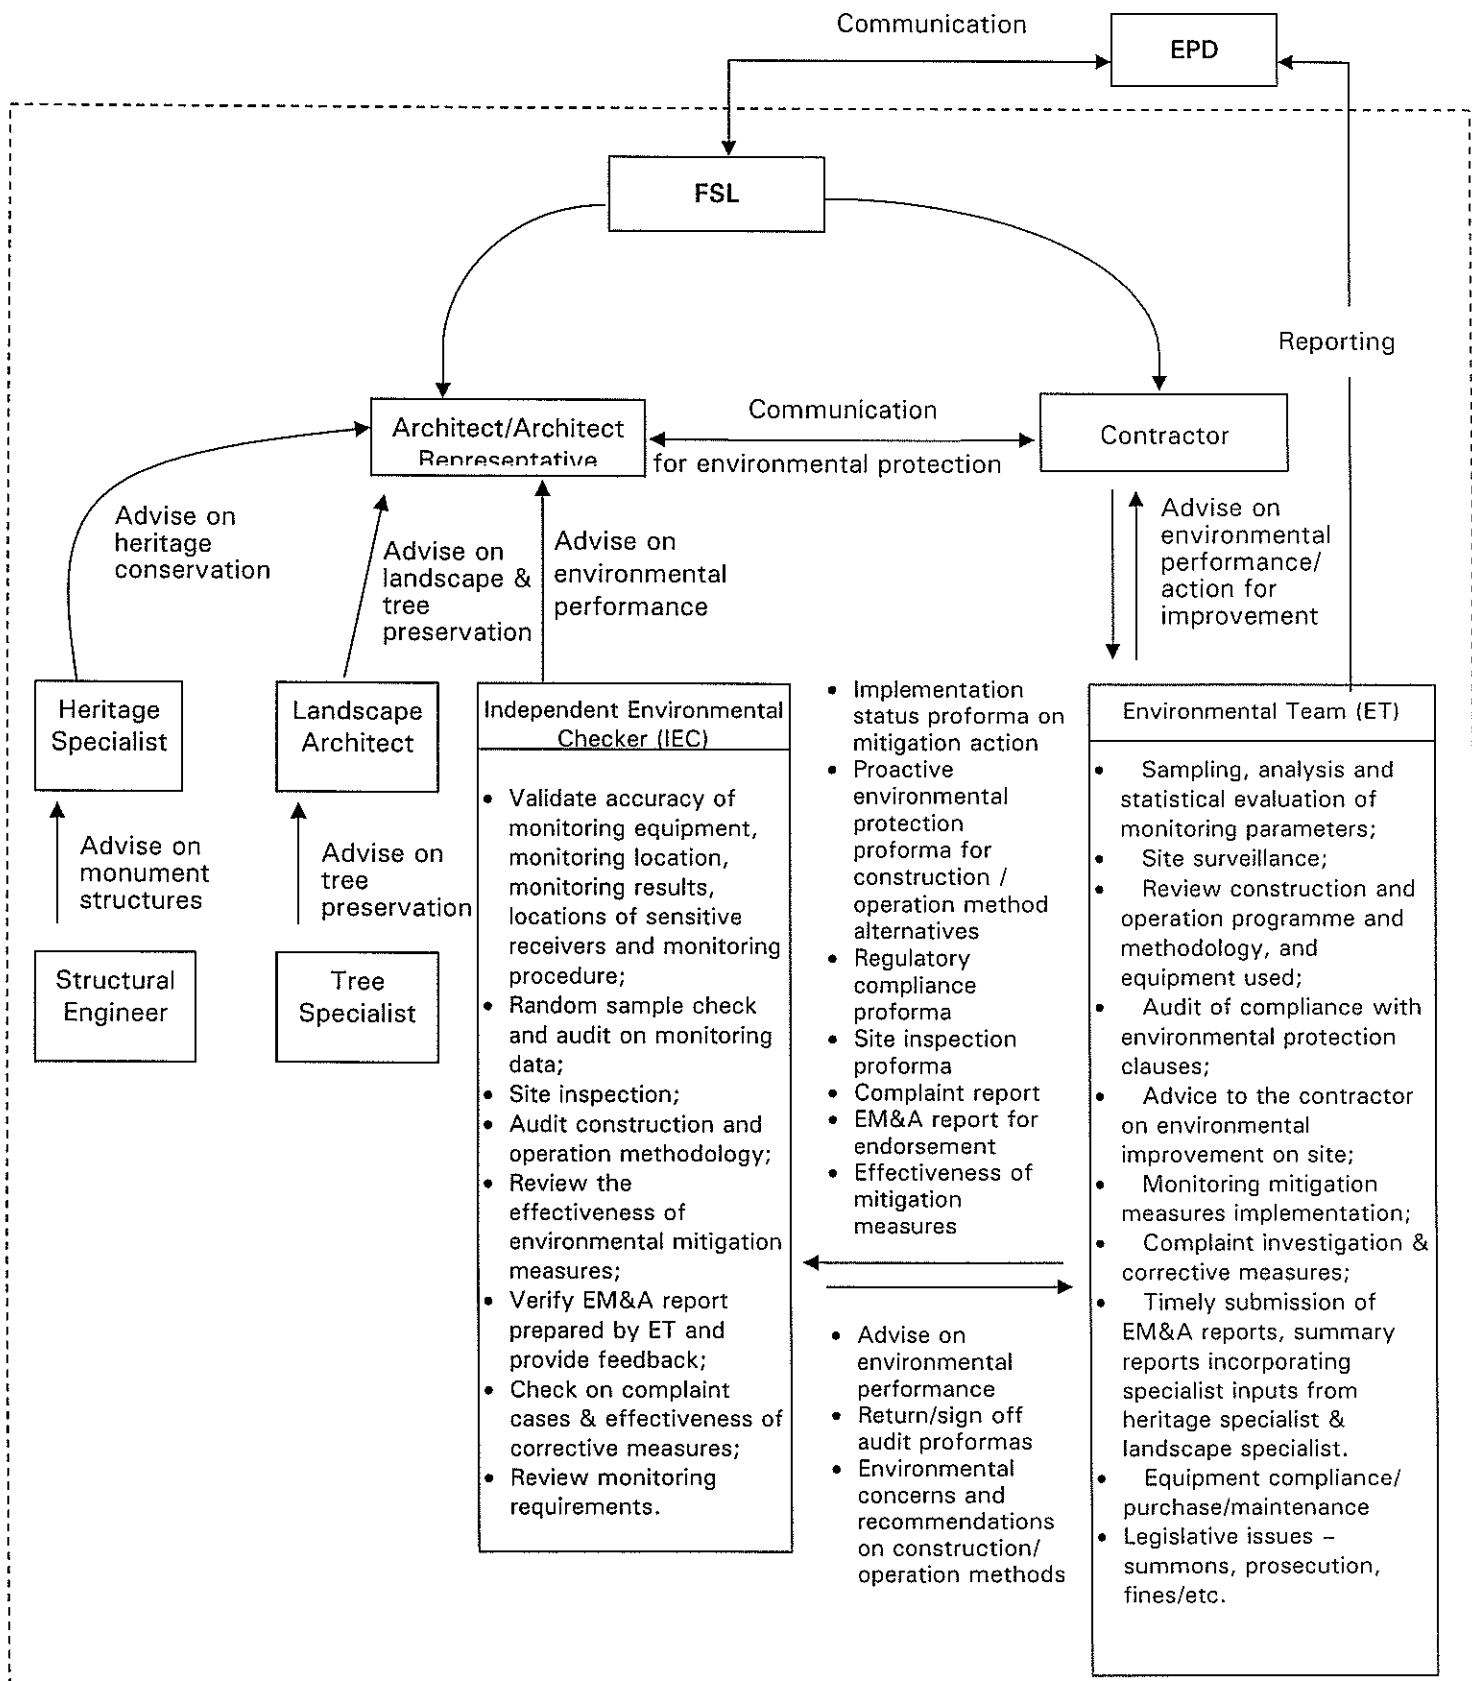 Communication
EPD
FSL
Reporting
Architect/Architect
Representative
Communication
for environmental protection
Contractor
Advise on
heritage
conservation
Advise on
landscape &
tree
preservation
Advise on
environmental
performance
Advise on
environmental
performance/
action for
improvement
Heritage
Specialist
Landscape
Architect
Advise on
monument
structures
Advise on
tree
preservation
Structural
Engineer
Tree
Specialist
Independent Environmental
Checker (IEC)
• Validate accuracy of
monitoring equipment,
monitoring location,
monitoring results,
locations of sensitive
receivers and monitoring
procedure;
• Random sample check
and audit on monitoring
data;
• Site inspection;
• Audit construction and
operation methodology;
• Review the
effectiveness of
environmental mitigation
measures;
• Verify EM&A report
prepared by ET and
provide feedback;
• Check on complaint
cases & effectiveness of
corrective measures;
• Review monitoring
requirements.
• Implementation
status proforma on
mitigation action
• Proactive
environmental
protection
proforma for
construction /
operation method
alternatives
• Regulatory
compliance
proforma
• Site inspection
proforma
• Complaint report
• EM&A report for
endorsement
• Effectiveness of
mitigation
measures
• Advise on
environmental
performance
• Return/sign off
audit proformas
• Environmental
concerns and
recommendations
on construction/
operation methods
Environmental Team (ET)
• Sampling, analysis and
statistical evaluation of
monitoring parameters;
• Site surveillance;
• Review construction and
operation programme and
methodology, and
equipment used;
• Audit of compliance with
environmental protection
clauses;
• Advice to the contractor
on environmental
improvement on site;
• Monitoring mitigation
measures implementation;
• Complaint investigation &
corrective measures;
• Timely submission of
EM&A reports, summary
reports incorporating
specialist inputs from
heritage specialist &
landscape specialist.
• Equipment compliance/
purchase/maintenance
• Legislative issues –
summons, prosecution,
fines/etc.